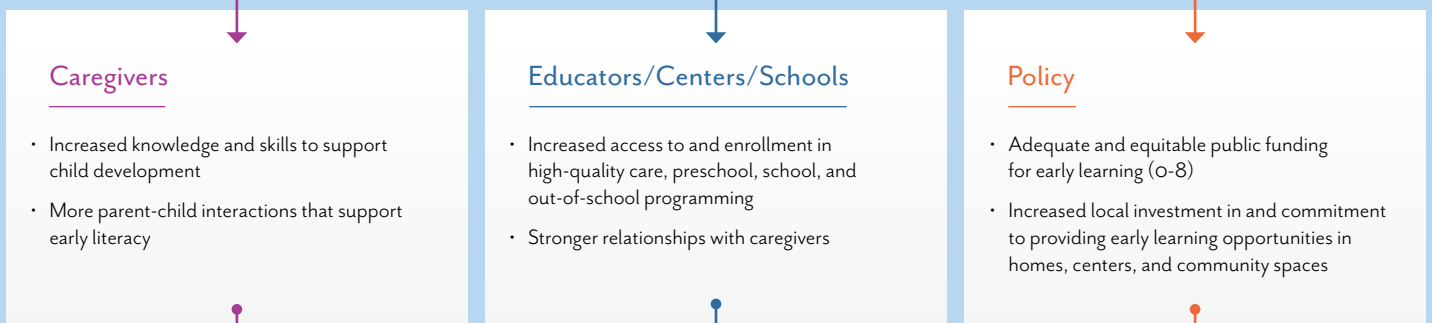 Caregivers
• Increased knowledge and skills to support
child development
• More parent-child interactions that support
early literacy
Educators/Centers/Schools
• Increased access to and enrollment in
high-quality care, preschool, school, and
out-of-school programming
• Stronger relationships with caregivers
Policy
• Adequate and equitable public funding
for early learning (0-8)
• Increased local investment in and commitment
to providing early learning opportunities in
homes, centers, and community spaces